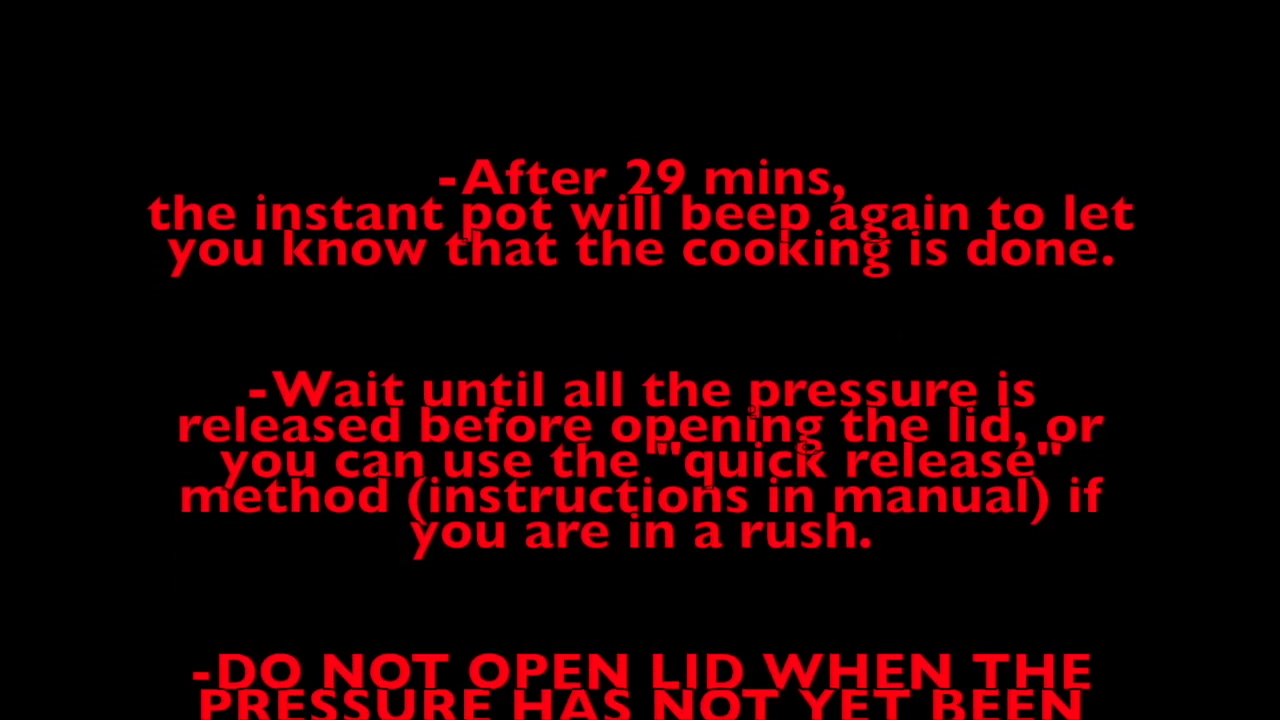 -After 29 mins,
the instant pot will beep again to let
you know that the cooking is done.
-Wait until all the pressure is
released before opening the lid, or
you can use the "quick release"
method (instructions in manual) if
you are in a rush.
-DO NOT OPEN LID WHEN THE
PRESSURE HAS NOT YET BEEN